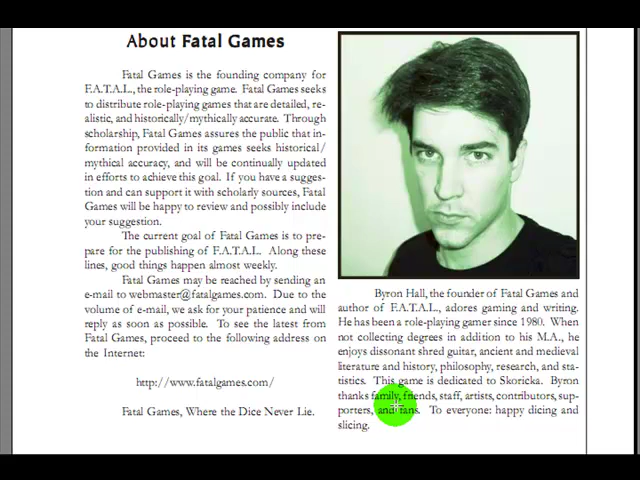 About Fatal Games
Fatal Games is the founding company for
F.A.T.A.L., the role-playing game. Fatal Games seeks
to distribute role-playing games that are detailed, re-
alistic, and historically/mythically accurate. Through
scholarship, Fatal Games assures the public that in-
formation provided in its games seeks historical/
mythical accuracy, and will be continually updated
in efforts to achieve this goal. If you have a sugges-
tion and can support it with scholarly sources, Fatal
Games will be happy to review and possibly include
your suggestion.
The current goal of Fatal Games is to pre-
pare for the publishing of F.A.T.A.L. Along these
lines, good things happen almost weekly.
Fatal Games may be reached by sending an
e-mail to webmaster@fatalgames.com. Due to the
volume of e-mail, we ask for your patience and will
reply as soon as possible. To see the latest from
Fatal Games, proceed to the following address on
the Internet:
http://www.fatalgames.com/
Fatal Games, Where the Dice Never Lie.
Byron Hall, the founder of Fatal Games and
author of F.A.T.A.L., adores gaming and writing.
He has been a role-playing gamer since 1980. When
not collecting degrees in addition to his M.A., he
enjoys dissonant shred guitar, ancient and medieval
literature and history, philosophy, research, and sta-
tistics. This game is dedicated to Skoricka. Byron
thanks family, friends, staff, artists, contributors, sup-
porters, and fans. To everyone: happy dicing and
slicing.